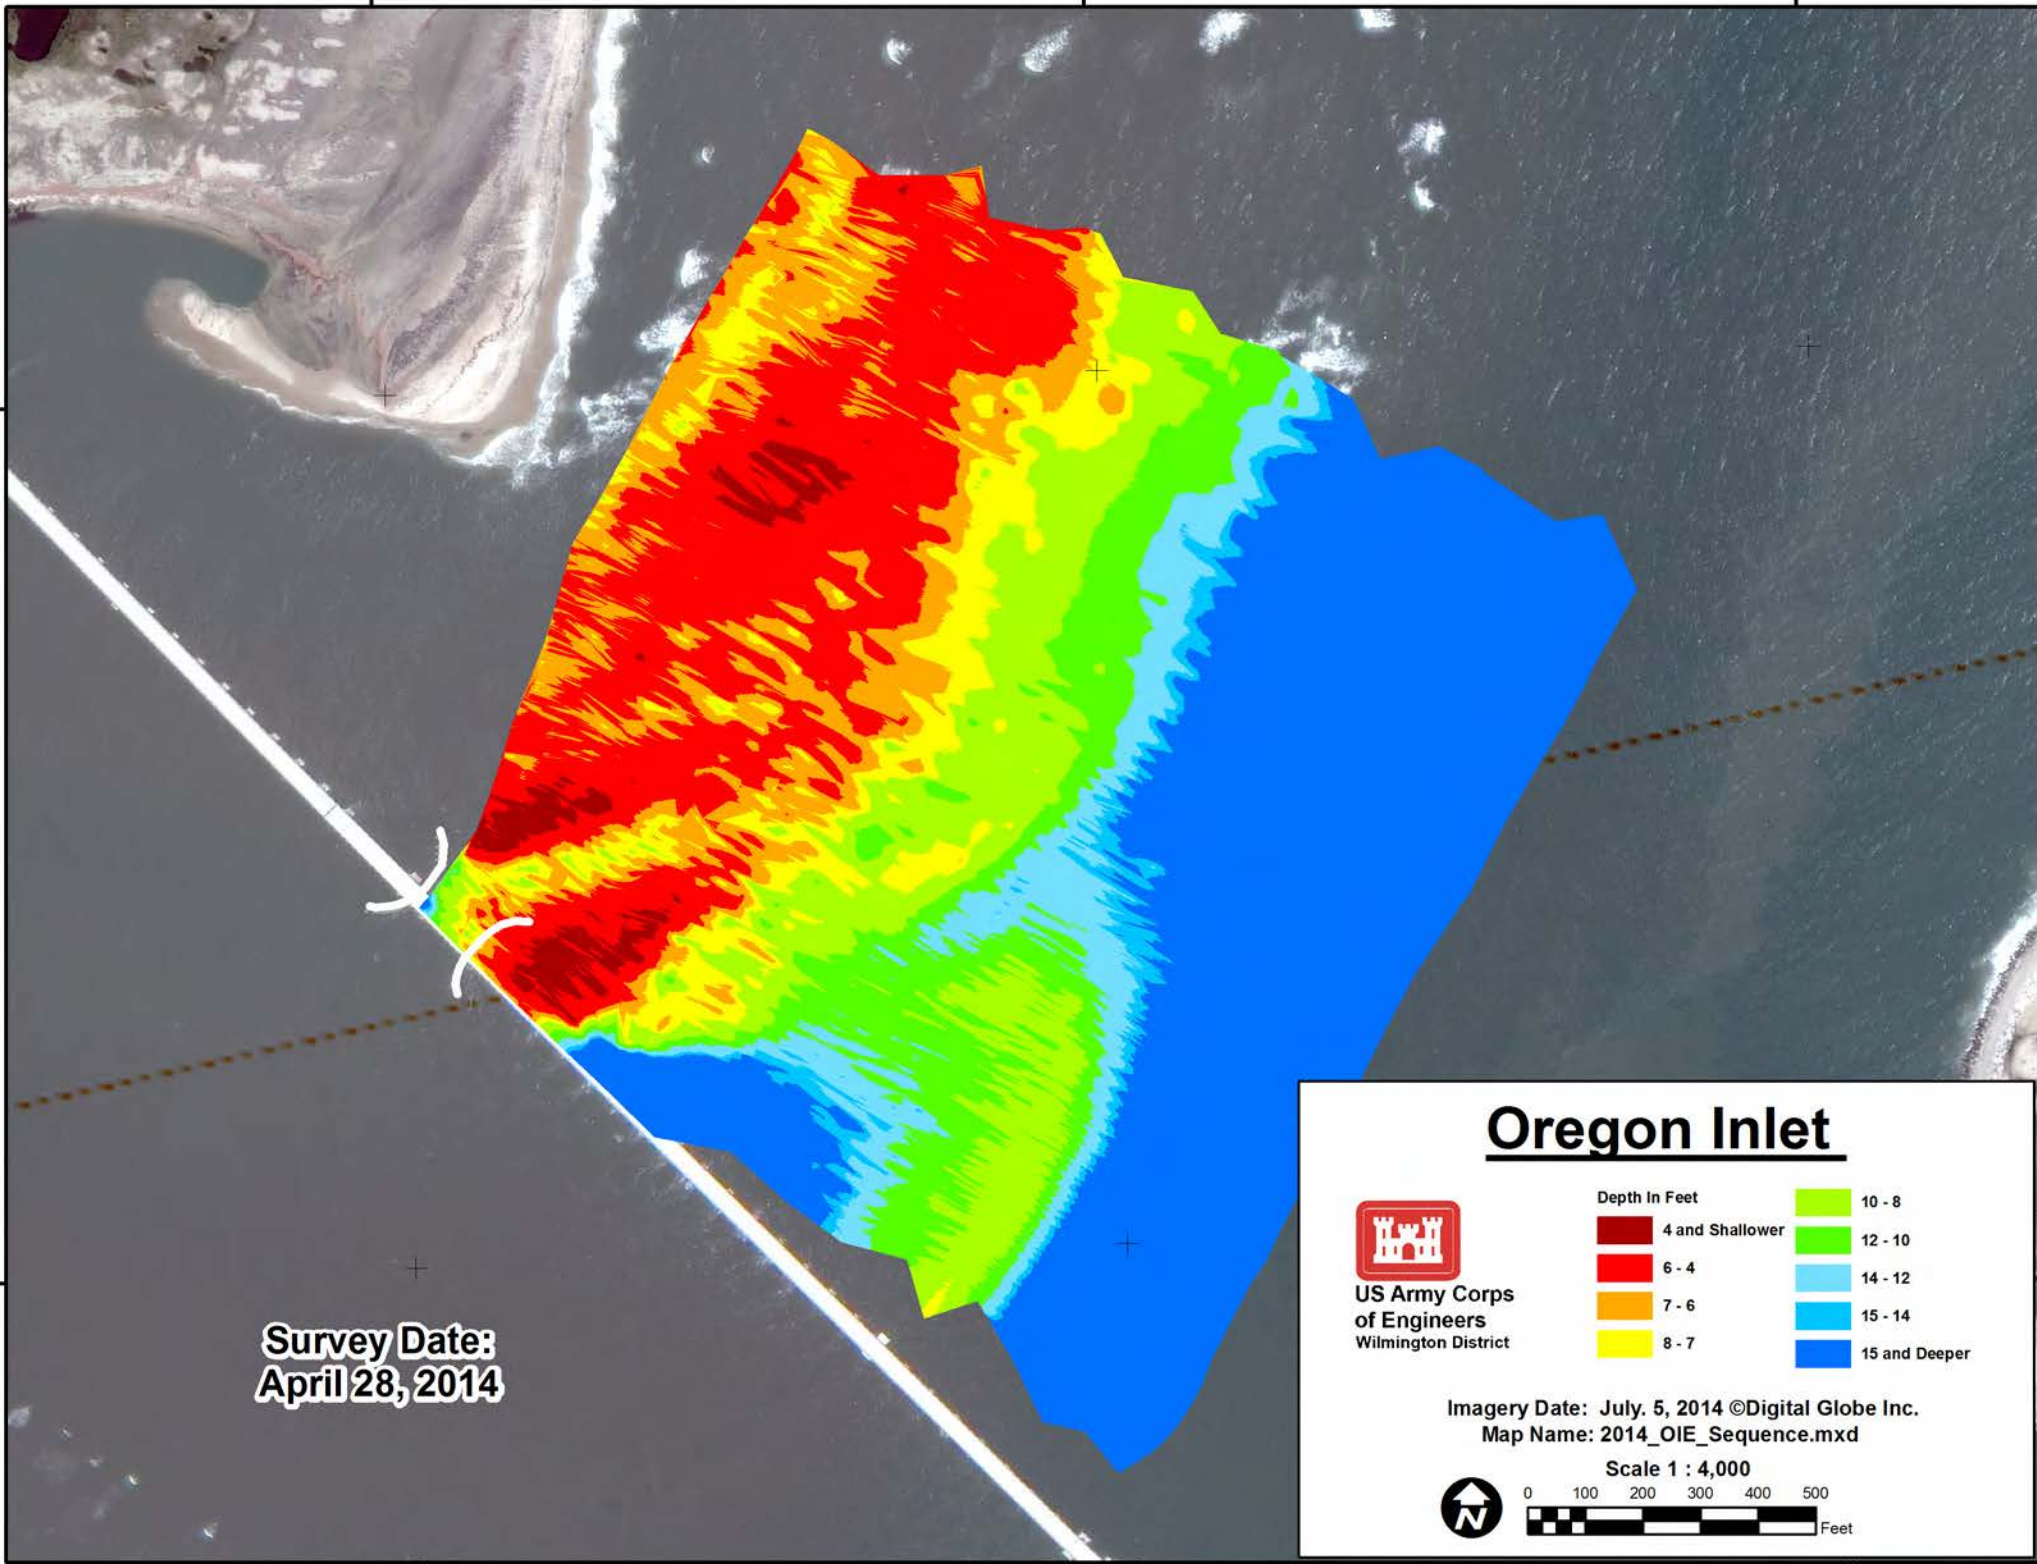 Survey Date:
April 28, 2014
Oregon Inlet
US Army Corps
of Engineers
Wilmington District
Depth In Feet
4 and Shallower
6 - 4
7 - 6
8 - 7
10 - 8
12 - 10
14 - 12
15 - 14
15 and Deeper
Imagery Date: July. 5, 2014 ©Digital Globe Inc.
Map Name: 2014_OIE_Sequence.mxd
Scale 1 : 4,000
N
0 100 200 300 400 500
Feet